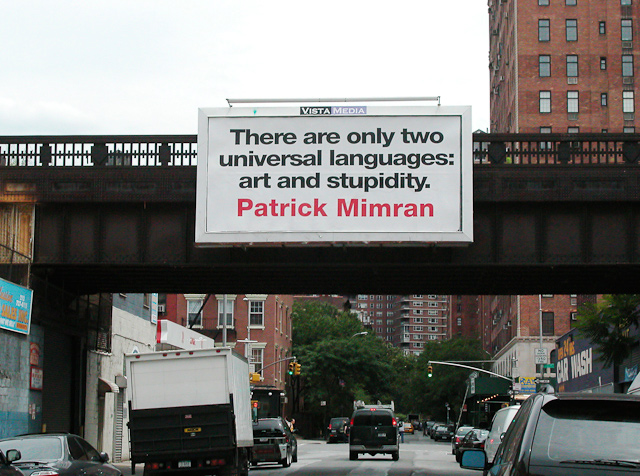 VISTA MEDIA
There are only two
universal languages:
art and stupidity.
Patrick Mimran
CAR WASH